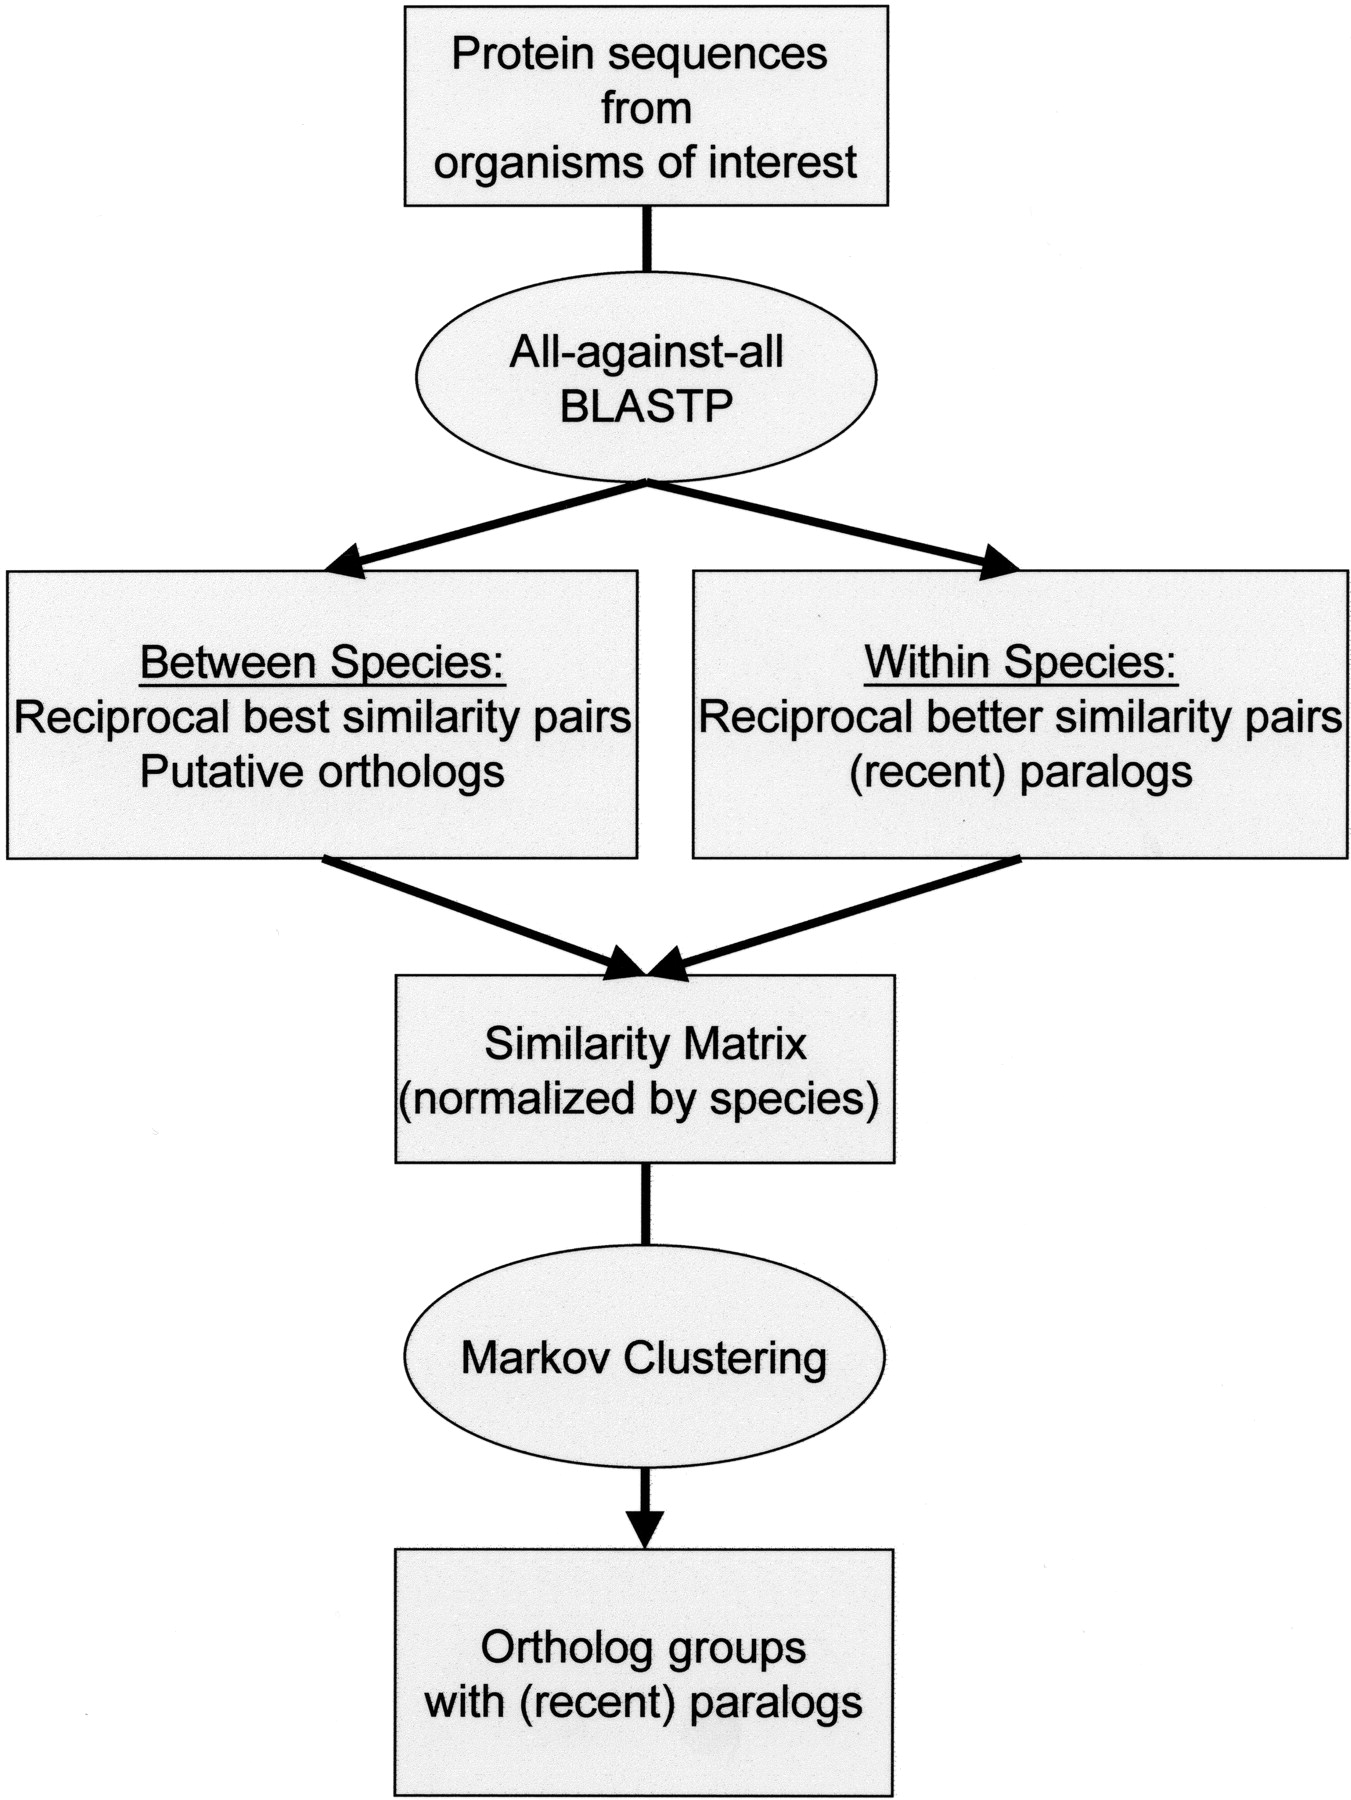 Protein sequences
from
organisms of interest
All-against-all
BLASTP
Between Species:
Reciprocal best similarity pairs
Putative orthologs
Within Species:
Reciprocal better similarity pairs
(recent) paralogs
Similarity Matrix
(normalized by species)
Markov Clustering
Ortholog groups
with (recent) paralogs